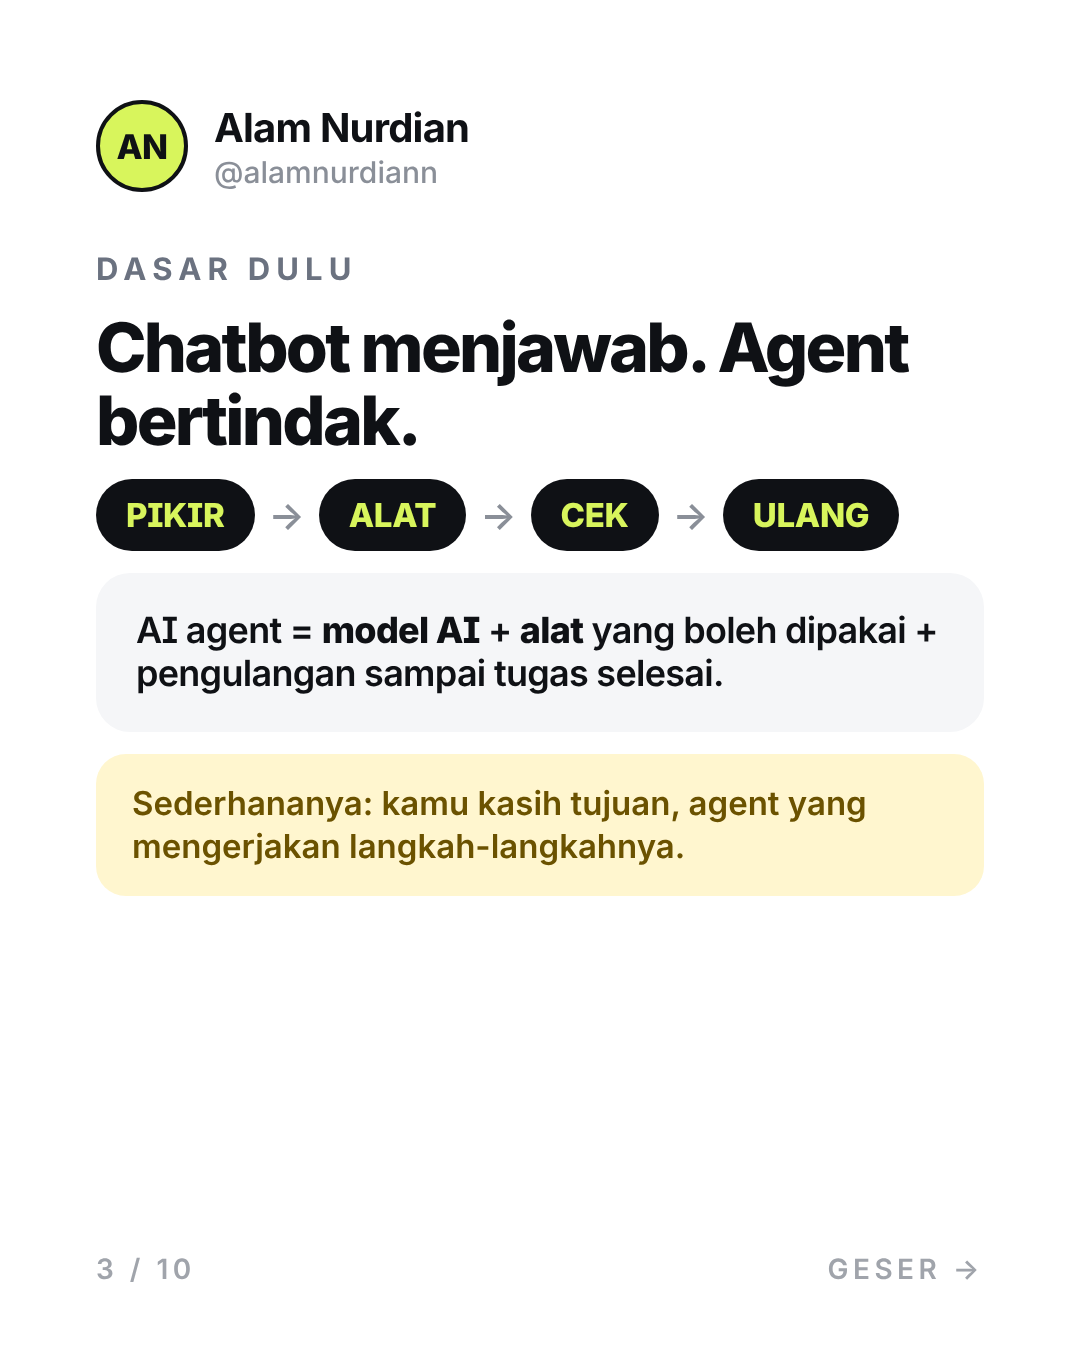 AN
Alam Nurdian
@alamnurdiann
DASAR DULU
Chatbot menjawab. Agent
bertindak.
PIKIR → ALAT → CEK → ULANG
AI agent = model AI + alat yang boleh dipakai +
pengulangan sampai tugas selesai.
Sederhananya: kamu kasih tujuan, agent yang
mengerjakan langkah-langkahnya.
3 / 10
GESER →